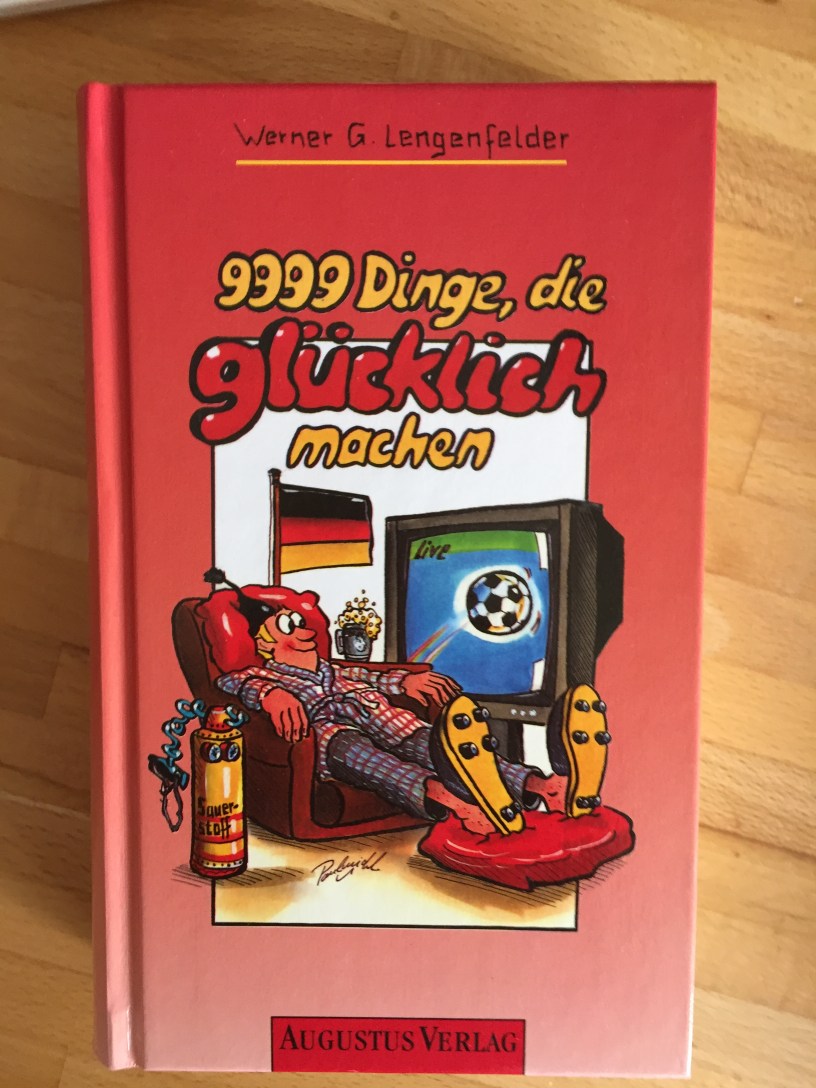 Werner G. Lengenfelder
9999 Dinge, die
glücklich
machen
Live
Sauer-
stoff
AUGUSTUS VERLAG